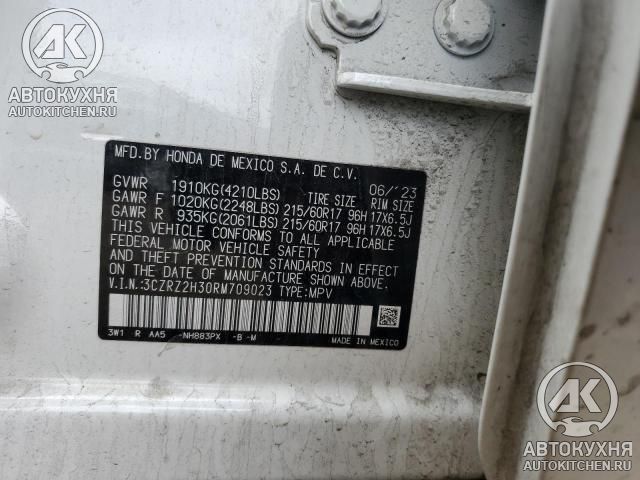 AK
АВТОКУХНЯ
AUTOKITCHEN.RU
MFD.BY HONDA DE MEXICO S.A. DE C.V.
06/'23
GVWR 1910KG(4210LBS) TIRE SIZE RIM SIZE
GAWR F 1020KG(2248LBS) 215/60R17 96H 17X6.5J
GAWR R 935KG(2061LBS) 215/60R17 96H 17X6.5J
THIS VEHICLE CONFORMS TO ALL APPLICABLE
FEDERAL MOTOR VEHICLE SAFETY
AND THEFT PREVENTION STANDARDS IN EFFECT
ON THE DATE OF MANUFACTURE SHOWN ABOVE.
V.I.N.:3CZRZ2H30RM709023 TYPE:MPV
3W1 R AA5 -NH883PX -B -M
MADE IN MEXICO
AK
АВТОКУХНЯ
AUTOKITCHEN.RU